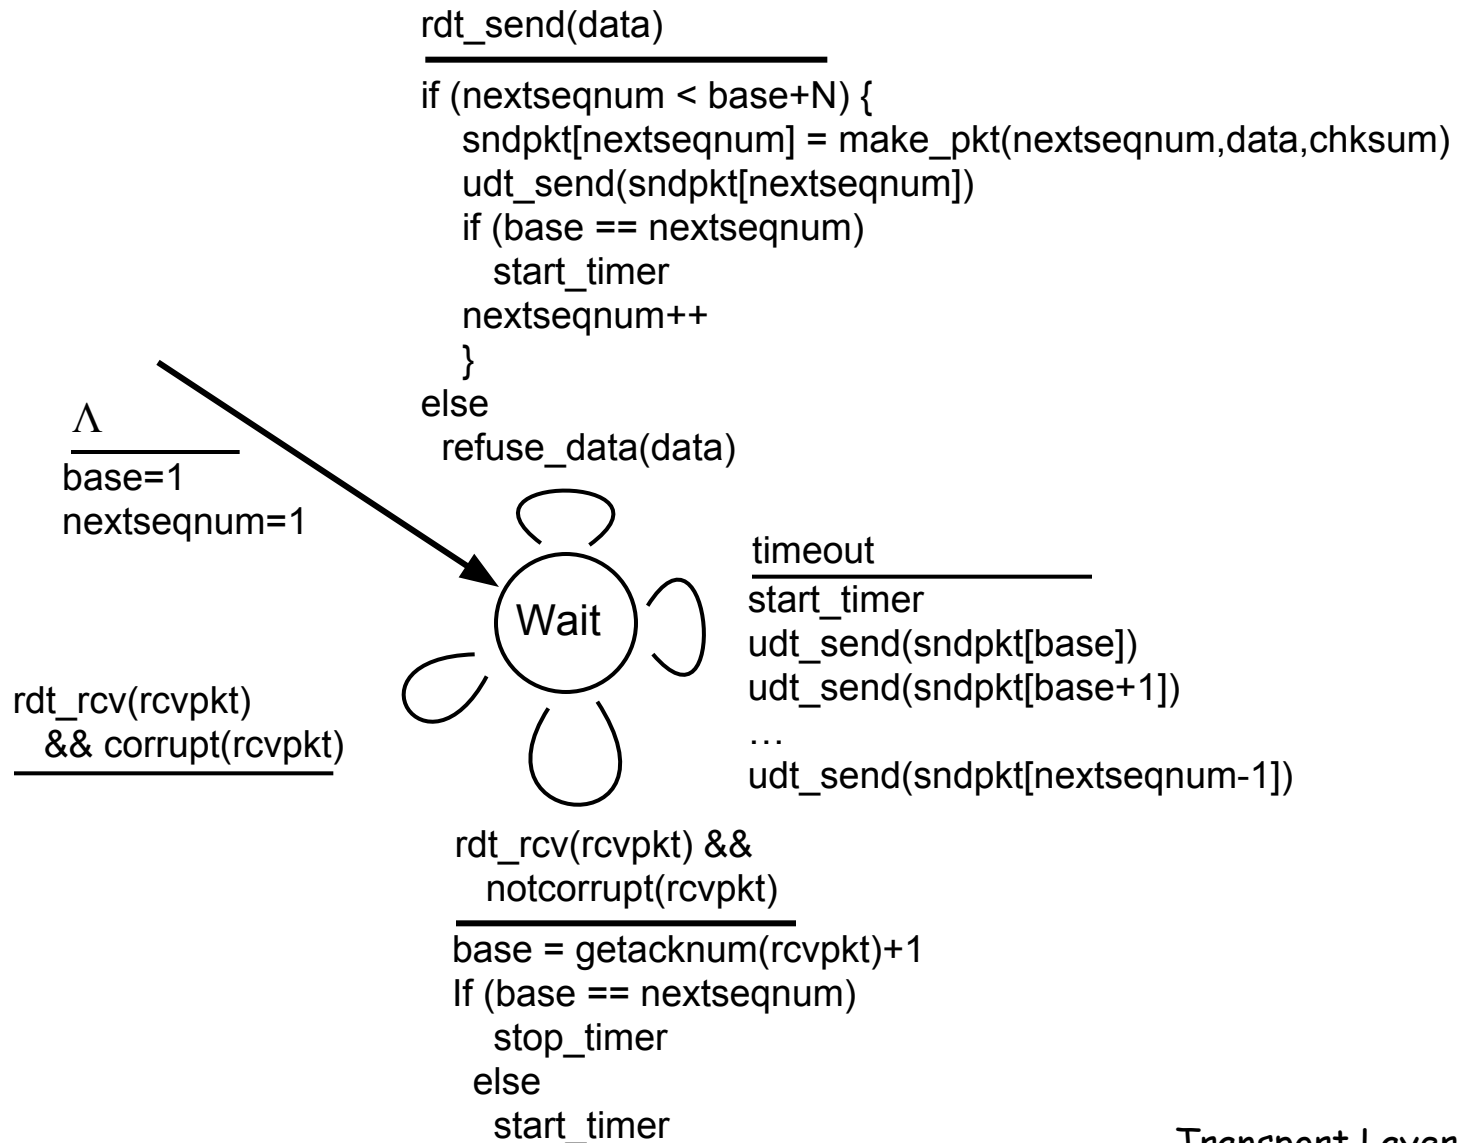 rdt_send(data)
if (nextseqnum < base+N) {
sndpkt[nextseqnum] = make_pkt(nextseqnum,data,chksum)
udt_send(sndpkt[nextseqnum])
if (base == nextseqnum)
start_timer
nextseqnum++
}
else
refuse_data(data)
Λ
base=1
nextseqnum=1
Wait
timeout
start_timer
udt_send(sndpkt[base])
udt_send(sndpkt[base+1])
…
udt_send(sndpkt[nextseqnum-1])
rdt_rcv(rcvpkt)
&& corrupt(rcvpkt)
rdt_rcv(rcvpkt) &&
notcorrupt(rcvpkt)
base = getacknum(rcvpkt)+1
If (base == nextseqnum)
stop_timer
else
start_timer
Transport Layer